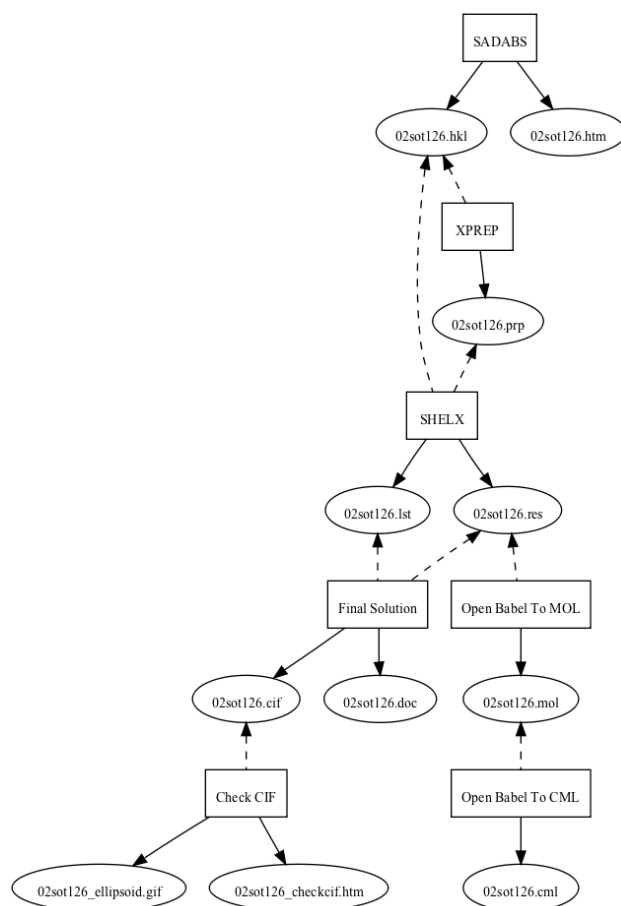 SADABS
02sot126.hkl
02sot126.htm
XPREP
02sot126.prp
SHELX
02sot126.lst
02sot126.res
Final Solution
Open Babel To MOL
02sot126.cif
02sot126.doc
02sot126.mol
Check CIF
Open Babel To CML
02sot126_ellipsoid.gif
02sot126_checkcif.htm
02sot126.cml